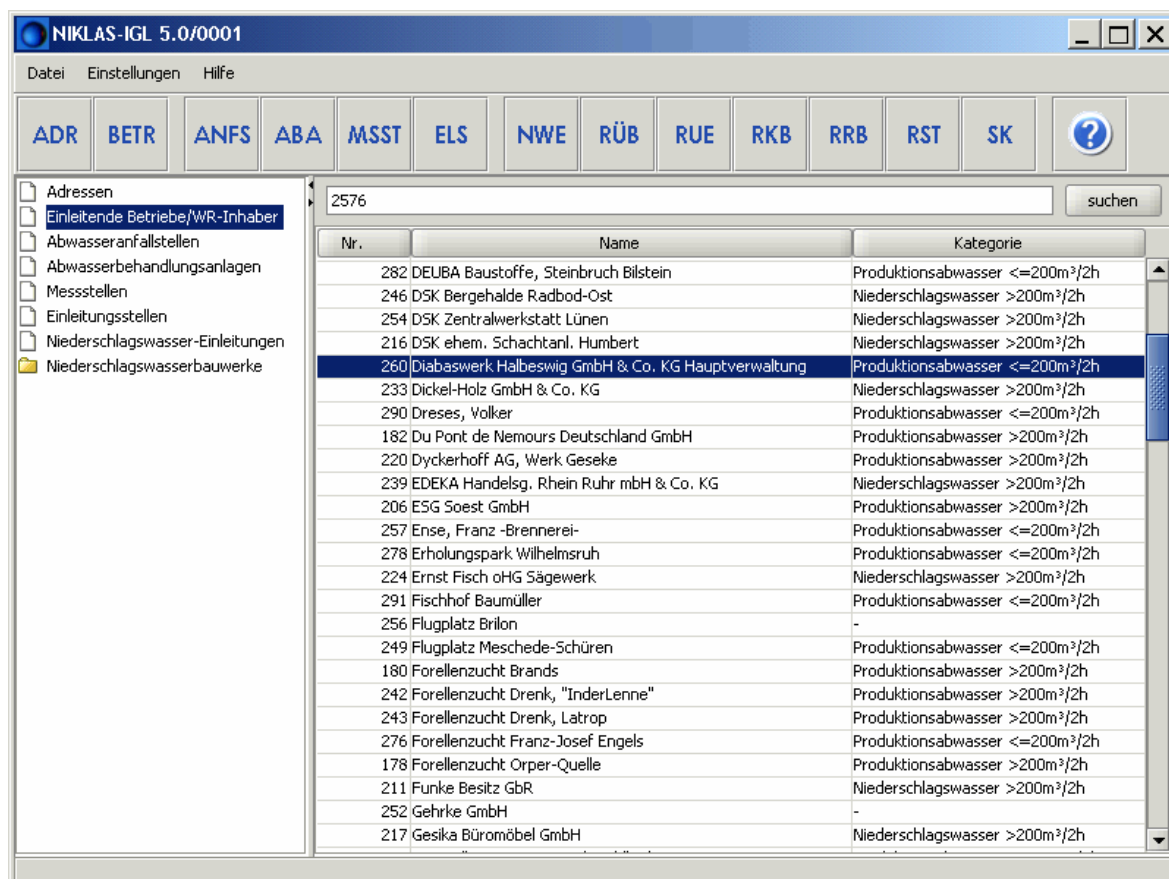 NIKLAS-IGL 5.0/0001
Datei Einstellungen Hilfe
ADR BETR ANFS ABA MSST ELS NWE RÜB RUE RKB RRB RST SK ?
Adressen
Einleitende Betriebe/WR-Inhaber
Abwasseranfallstellen
Abwasserbehandlungsanlagen
Messstellen
Einleitungsstellen
Niederschlagswasser-Einleitungen
Niederschlagswasserbauwerke
2576 suchen
Nr. Name Kategorie
282 DEUBA Baustoffe, Steinbruch Bilstein Produktionsabwasser <=200m³/2h
246 DSK Bergehalde Radbod-Ost Niederschlagswasser >200m³/2h
254 DSK Zentralwerkstatt Lünen Niederschlagswasser >200m³/2h
216 DSK ehem. Schachtanl. Humbert Niederschlagswasser >200m³/2h
260 Diabaswerk Halbeswig GmbH & Co. KG Hauptverwaltung Produktionsabwasser <=200m³/2h
233 Dickel-Holz GmbH & Co. KG Niederschlagswasser >200m³/2h
290 Dreses, Volker Produktionsabwasser <=200m³/2h
182 Du Pont de Nemours Deutschland GmbH Produktionsabwasser >200m³/2h
220 Dyckerhoff AG, Werk Geseke Produktionsabwasser >200m³/2h
239 EDEKA Handelsg. Rhein Ruhr mbH & Co. KG Niederschlagswasser >200m³/2h
206 ESG Soest GmbH Produktionsabwasser >200m³/2h
257 Ense, Franz -Brennerei- Produktionsabwasser <=200m³/2h
278 Erholungspark Wilhelmsruh Produktionsabwasser <=200m³/2h
224 Ernst Fisch oHG Sägewerk Niederschlagswasser >200m³/2h
291 Fischhof Baumüller Produktionsabwasser <=200m³/2h
256 Flugplatz Brilon -
249 Flugplatz Meschede-Schüren Produktionsabwasser <=200m³/2h
180 Forellenzucht Brands Produktionsabwasser >200m³/2h
242 Forellenzucht Drenk, "InderLenne" Produktionsabwasser >200m³/2h
243 Forellenzucht Drenk, Latrop Produktionsabwasser >200m³/2h
276 Forellenzucht Franz-Josef Engels Produktionsabwasser <=200m³/2h
178 Forellenzucht Orper-Quelle Produktionsabwasser >200m³/2h
211 Funke Besitz GbR Niederschlagswasser >200m³/2h
252 Gehrke GmbH -
217 Gesika Büromöbel GmbH Niederschlagswasser >200m³/2h